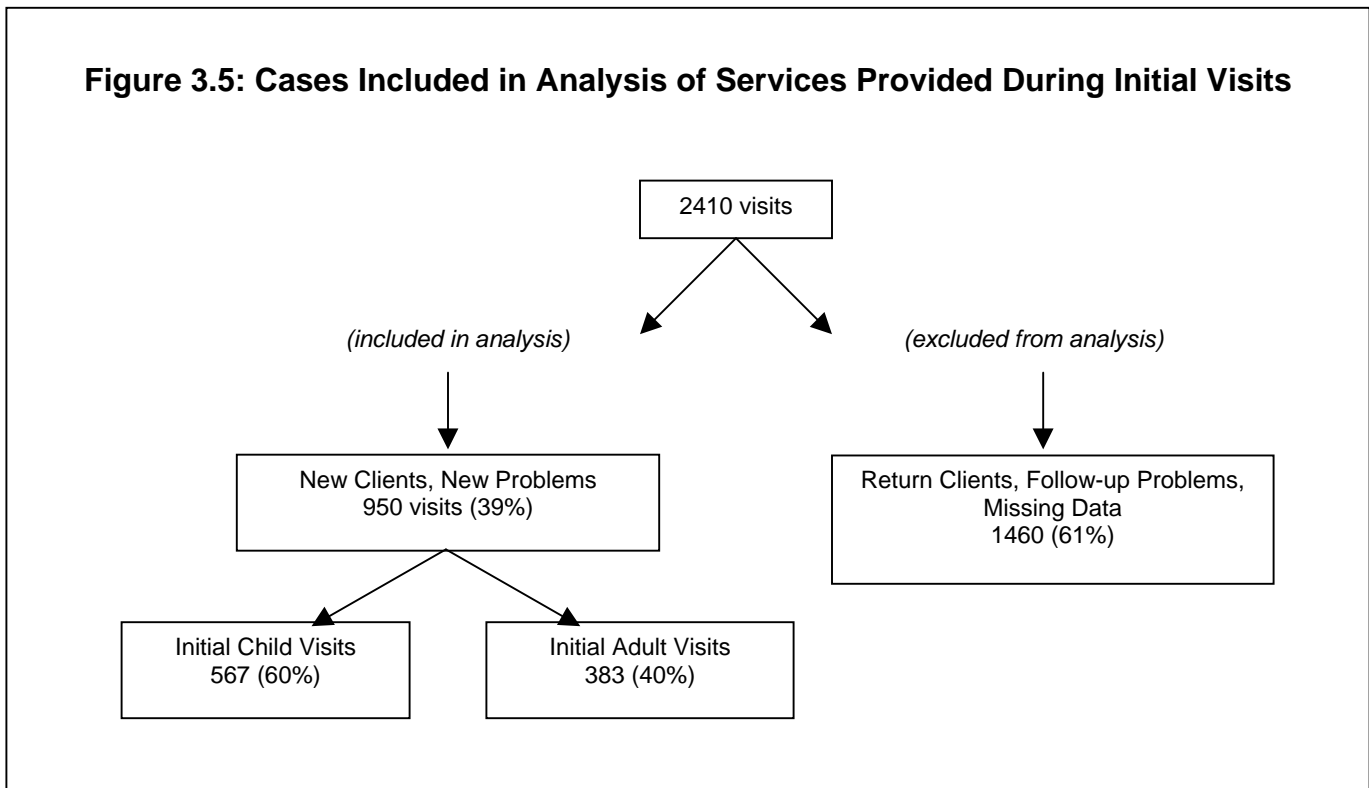 Figure 3.5: Cases Included in Analysis of Services Provided During Initial Visits
2410 visits
(included in analysis)
(excluded from analysis)
New Clients, New Problems
950 visits (39%)
Return Clients, Follow-up Problems,
Missing Data
1460 (61%)
Initial Child Visits
567 (60%)
Initial Adult Visits
383 (40%)